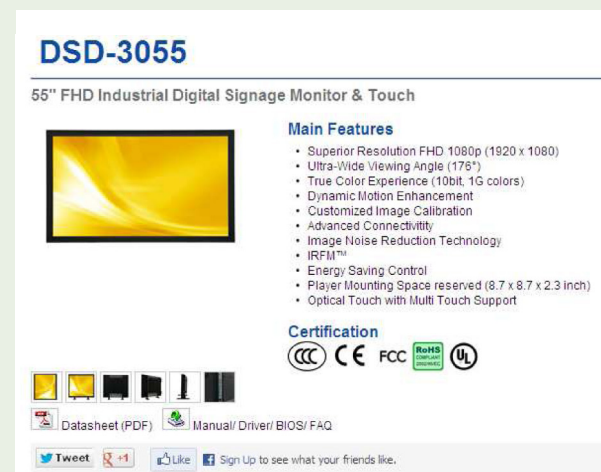 DSD-3055
55" FHD Industrial Digital Signage Monitor & Touch
Main Features
• Superior Resolution FHD 1080p (1920 x 1080)
• Ultra-Wide Viewing Angle (176°)
• True Color Experience (10bit, 1G colors)
• Dynamic Motion Enhancement
• Customized Image Calibration
• Advanced Connectivitity
• Image Noise Reduction Technology
• IRFM™
• Energy Saving Control
• Player Mounting Space reserved (8.7 x 8.7 x 2.3 inch)
• Optical Touch with Multi Touch Support
Certification
CCC CE FCC RoHS COMPLIANT UL
Datasheet (PDF) Manual/ Driver/ BIOS/ FAQ
Tweet +1 Like Sign Up to see what your friends like.